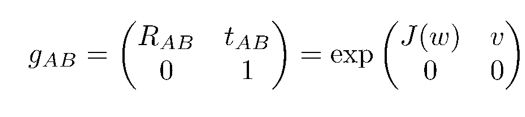 g_{AB} = \begin{pmatrix} R_{AB} & t_{AB} \\ 0 & 1 \end{pmatrix} = \exp \begin{pmatrix} J(w) & v \\ 0 & 0 \end{pmatrix}